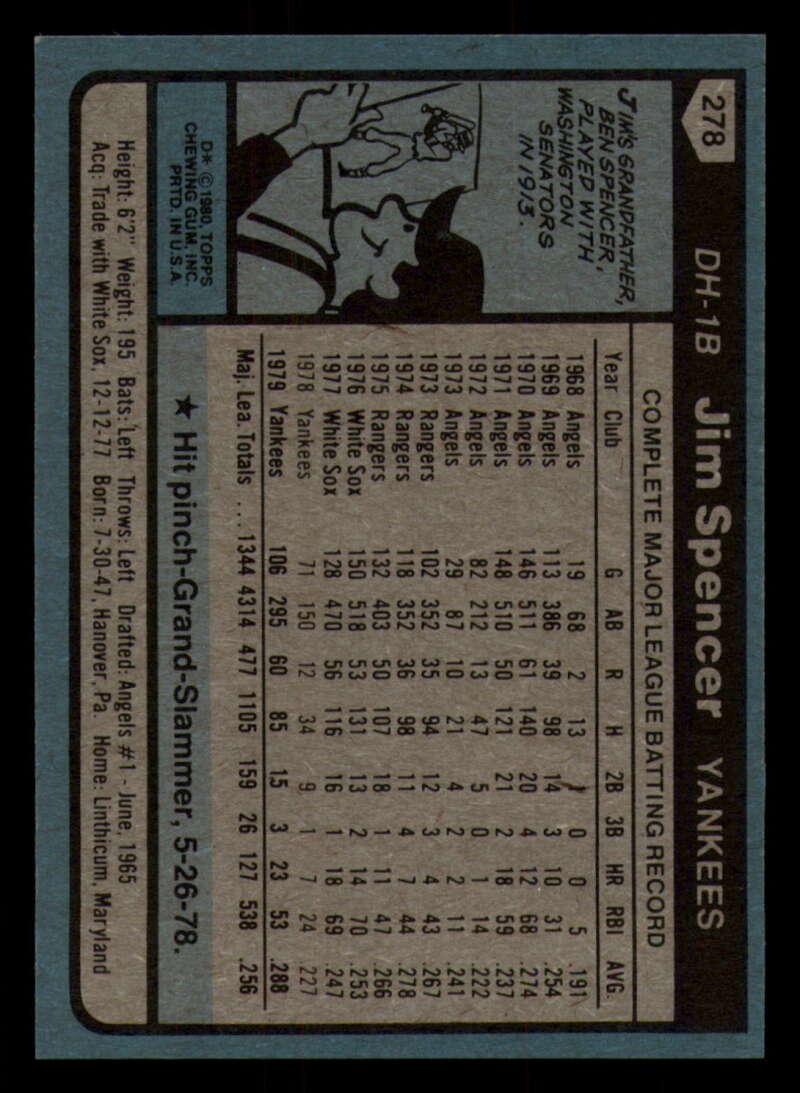 278
DH-1B Jim Spencer YANKEES
JIM'S GRANDFATHER,
BEN SPENCER,
PLAYED WITH
WASHINGTON
SENATORS
IN 1913.
D* © 1980, TOPPS
CHEWING GUM, INC.
PRTD. IN U.S.A.
COMPLETE MAJOR LEAGUE BATTING RECORD
Year Club G AB R H 2B 3B HR RBI AVG.
1968 Angels 19 68 2 13 1 0 0 5 .191
1969 Angels 113 386 39 98 14 3 10 31 .254
1970 Angels 146 511 61 140 20 4 12 68 .274
1971 Angels 148 510 50 121 21 2 18 59 .237
1972 Angels 82 212 13 47 5 0 1 14 .222
1973 Angels 29 87 10 21 4 2 2 11 .241
1973 Rangers 102 352 35 94 12 3 4 43 .267
1974 Rangers 118 352 36 98 11 4 7 44 .278
1975 Rangers 132 403 50 107 18 1 11 47 .266
1976 White Sox 150 518 53 131 13 2 14 70 .253
1977 White Sox 128 470 56 116 16 1 18 69 .247
1978 Yankees 71 150 12 34 9 1 7 24 .227
1979 Yankees 106 295 60 85 15 3 23 53 .288
Maj. Lea. Totals ... 1344 4314 477 1105 159 26 127 538 .256
★ Hit pinch-Grand-Slammer, 5-26-78.
Height: 6'2" Weight: 195 Bats: Left Throws: Left Drafted: Angels #1 - June, 1965
Acq: Trade with White Sox, 12-12-77 Born: 7-30-47, Hanover, Pa. Home: Linthicum, Maryland